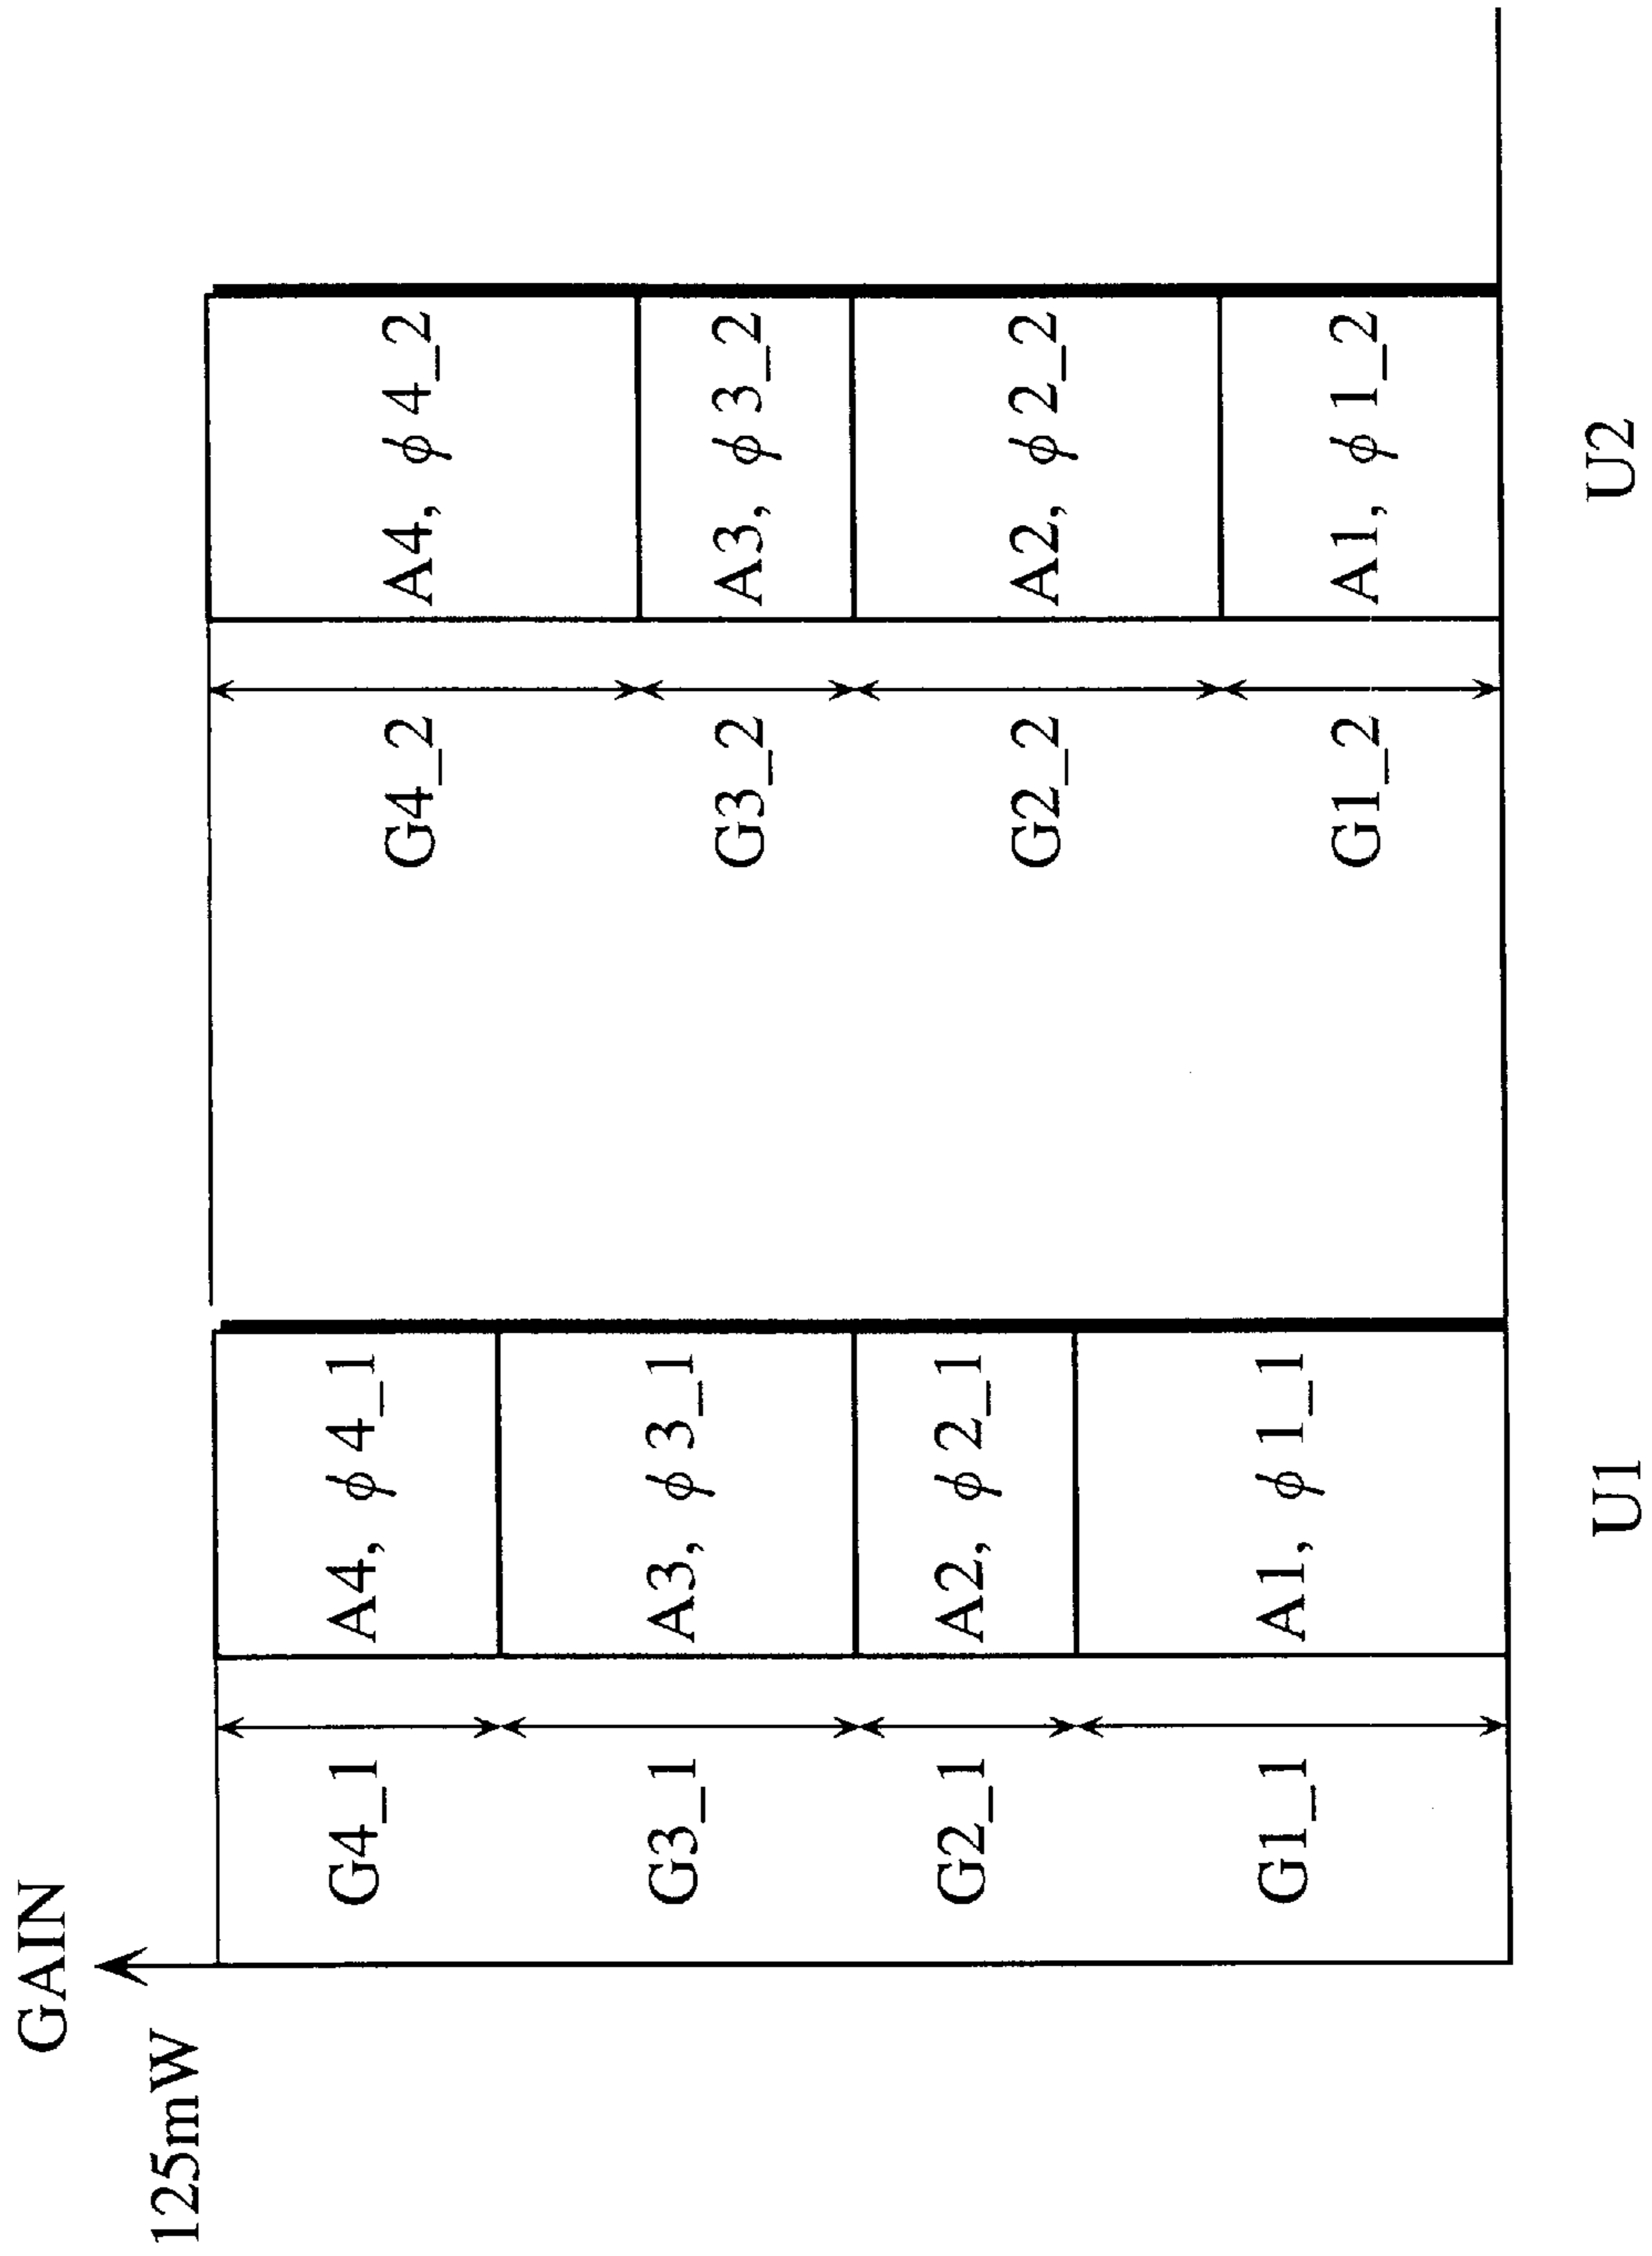 GAIN
125mW
G4_1
A4, φ4_1
G4_2
A4, φ4_2
G3_1
A3, φ3_1
G3_2
A3, φ3_2
G2_1
A2, φ2_1
G2_2
A2, φ2_2
G1_1
A1, φ1_1
G1_2
A1, φ1_2
U1
U2